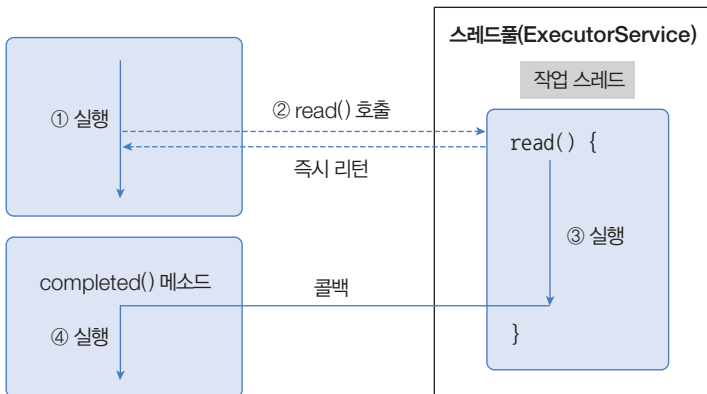 스레드풀(ExecutorService)
작업 스레드
① 실행
② read() 호출
즉시 리턴
read() {
③ 실행
completed() 메소드
콜백
④ 실행
}